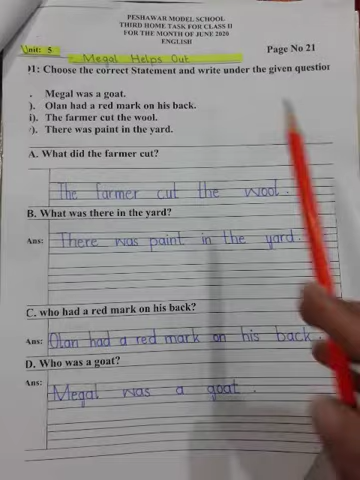 PESHAWAR MODEL SCHOOL
THIRD HOME TASK FOR CLASS II
FOR THE MONTH OF JUNE 2020
ENGLISH
Unit: 5
Page No 21
Megal Helps Out
1: Choose the correct Statement and write under the given question
. Megal was a goat.
). Olan had a red mark on his back.
i). The farmer cut the wool.
). There was paint in the yard.
A. What did the farmer cut?
The farmer cut the wool.
B. What was there in the yard?
Ans: There was paint in the yard.
C. who had a red mark on his back?
Ans: Olan had a red mark on his back.
D. Who was a goat?
Ans: Megal was a goat.